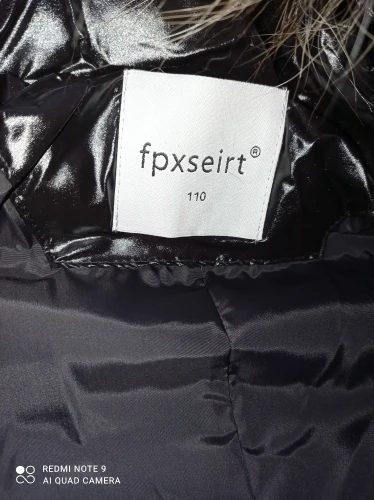 fpxseirt®
110
REDMI NOTE 9
AI QUAD CAMERA